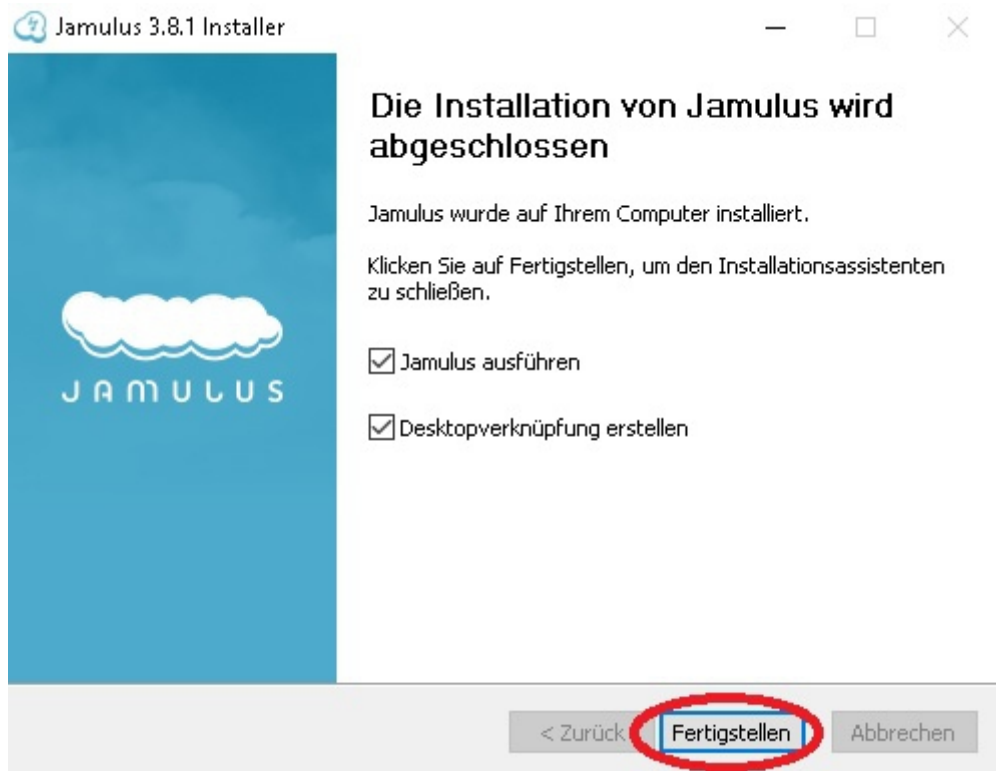 Jamulus 3.8.1 Installer
Die Installation von Jamulus wird
abgeschlossen
Jamulus wurde auf Ihrem Computer installiert.
Klicken Sie auf Fertigstellen, um den Installationsassistenten
zu schließen.
JAMULUS
Jamulus ausführen
Desktopverknüpfung erstellen
< Zurück Fertigstellen Abbrechen